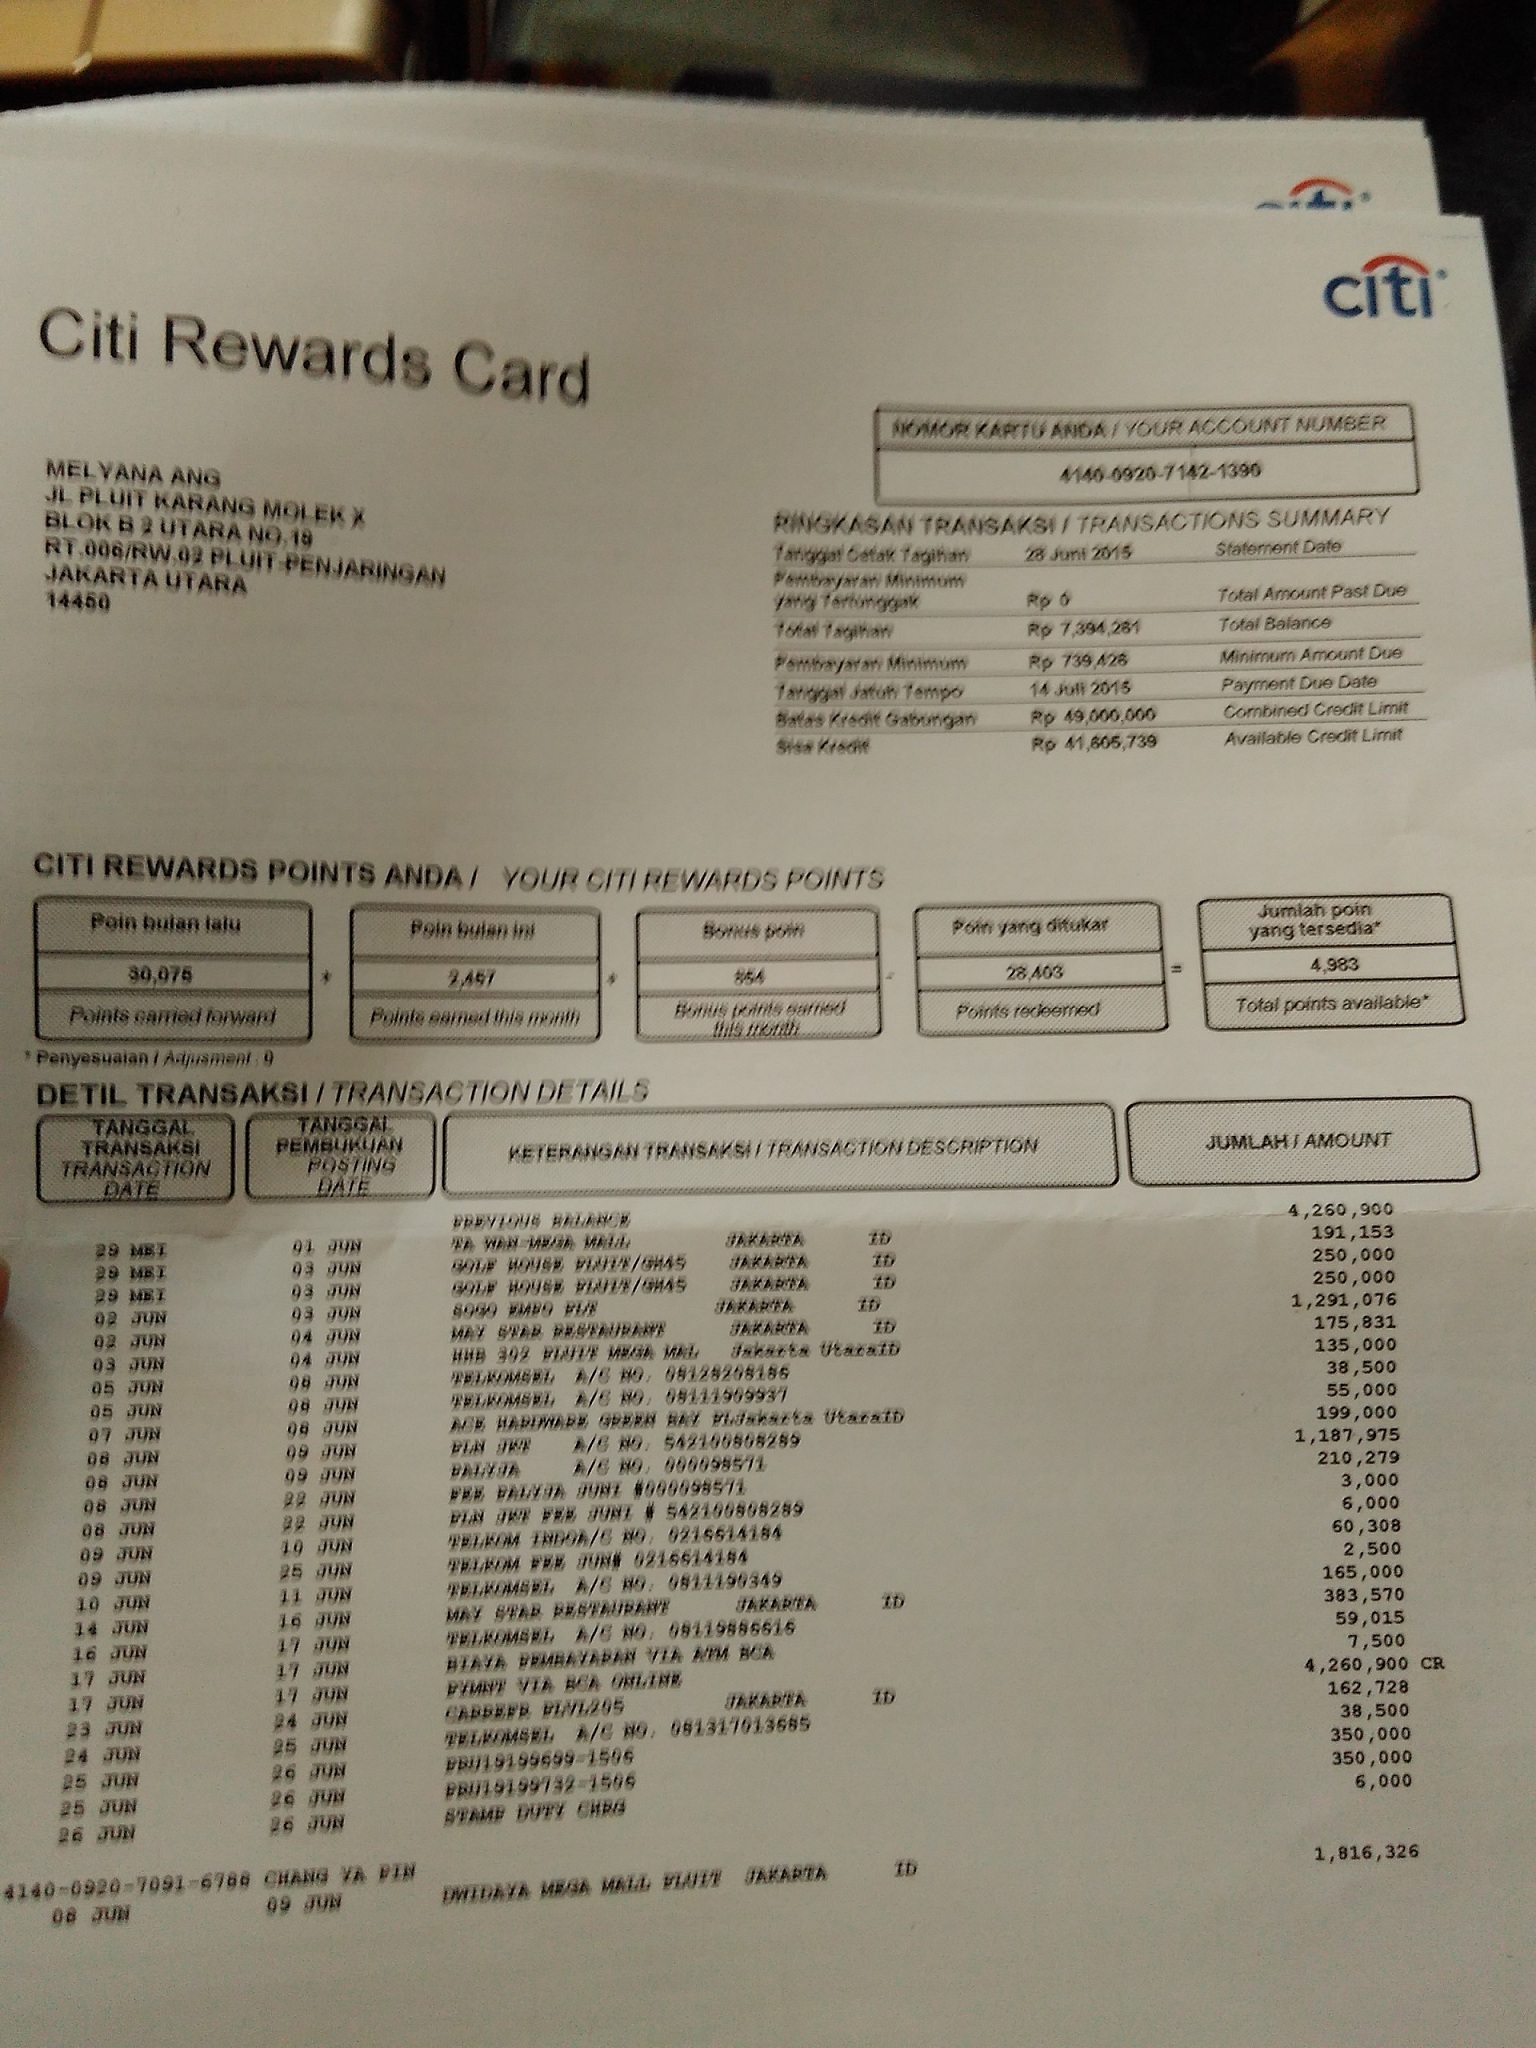 citi
citi
Citi Rewards Card
NOMOR KARTU ANDA / YOUR ACCOUNT NUMBER
4140-0920-7142-1390
MELYANA ANG
JL PLUIT KARANG MOLEK X
BLOK B 2 UTARA NO.19
RT.006/RW.02 PLUIT-PENJARINGAN
JAKARTA UTARA
14450
RINGKASAN TRANSAKSI / TRANSACTIONS SUMMARY
Tanggal Cetak Tagihan 28 Juni 2015 Statement Date
Pembayaran Minimum
yang Tertunggak Rp 0 Total Amount Past Due
Total Tagihan Rp 7,394,261 Total Balance
Pembayaran Minimum Rp 739,426 Minimum Amount Due
Tanggal Jatuh Tempo 14 Juli 2015 Payment Due Date
Batas Kredit Gabungan Rp 49,000,000 Combined Credit Limit
Sisa Kredit Rp 41,605,739 Available Credit Limit
CITI REWARDS POINTS ANDA / YOUR CITI REWARDS POINTS
Poin bulan lalu Poin bulan ini Bonus poin Poin yang ditukar Jumlah poin
yang tersedia*
30,075 + 2,457 + 854 - 28,403 = 4,983
Points carried forward Points earned this month Bonus points earned
this month Points redeemed Total points available*
* Penyesuaian / Adjusment : 0
DETIL TRANSAKSI / TRANSACTION DETAILS
TANGGAL
TRANSAKSI
TRANSACTION
DATE
TANGGAL
PEMBUKUAN
POSTING
DATE
KETERANGAN TRANSAKSI / TRANSACTION DESCRIPTION
JUMLAH / AMOUNT
PREVIOUS BALANCE 4,260,900
29 MEI 01 JUN TA WAN-MEGA MALL JAKARTA ID 191,153
29 MEI 03 JUN GOLF HOUSE PLUIT/GH45 JAKARTA ID 250,000
29 MEI 03 JUN GOLF HOUSE PLUIT/GH45 JAKARTA ID 250,000
02 JUN 03 JUN SOGO EMPO PLT JAKARTA ID 1,291,076
02 JUN 04 JUN MAY STAR RESTAURANT JAKARTA ID 175,831
03 JUN 04 JUN HHB 302 PLUIT MEGA MAL Jakarta UtaraID 135,000
05 JUN 08 JUN TELKOMSEL A/C NO. 08128208186 38,500
05 JUN 08 JUN TELKOMSEL A/C NO. 08111909937 55,000
07 JUN 08 JUN ACE HARDWARE GREEN BAY PLJakarta UtaraID 199,000
08 JUN 09 JUN PLN JKT A/C NO. 542100808289 1,187,975
08 JUN 09 JUN PALYJA A/C NO. 000098571 210,279
08 JUN 22 JUN FEE PALYJA JUNI #000098571 3,000
08 JUN 22 JUN PLN JKT FEE JUNI # 542100808289 6,000
09 JUN 10 JUN TELKOM INDOA/C NO. 0216614184 60,308
09 JUN 25 JUN TELKOM FEE JUN# 0216614184 2,500
10 JUN 11 JUN TELKOMSEL A/C NO. 0811190349 165,000
14 JUN 16 JUN MAY STAR RESTAURANT JAKARTA ID 383,570
16 JUN 17 JUN TELKOMSEL A/C NO. 08119886616 59,015
17 JUN 17 JUN BIAYA PEMBAYARAN VIA ATM BCA 7,500
17 JUN 17 JUN PYMNT VIA BCA ONLINE 4,260,900 CR
23 JUN 24 JUN CARREFR PLVL205 JAKARTA ID 162,728
24 JUN 25 JUN TELKOMSEL A/C NO. 081317013685 38,500
25 JUN 26 JUN PRU19199699-1506 350,000
25 JUN 26 JUN PRU19199732-1506 350,000
26 JUN 26 JUN STAMP DUTY CHRG 6,000
4140-0920-7091-6788 CHANG YA PIN
08 JUN 09 JUN DWIDAYA MEGA MALL PLUIT JAKARTA ID 1,816,326